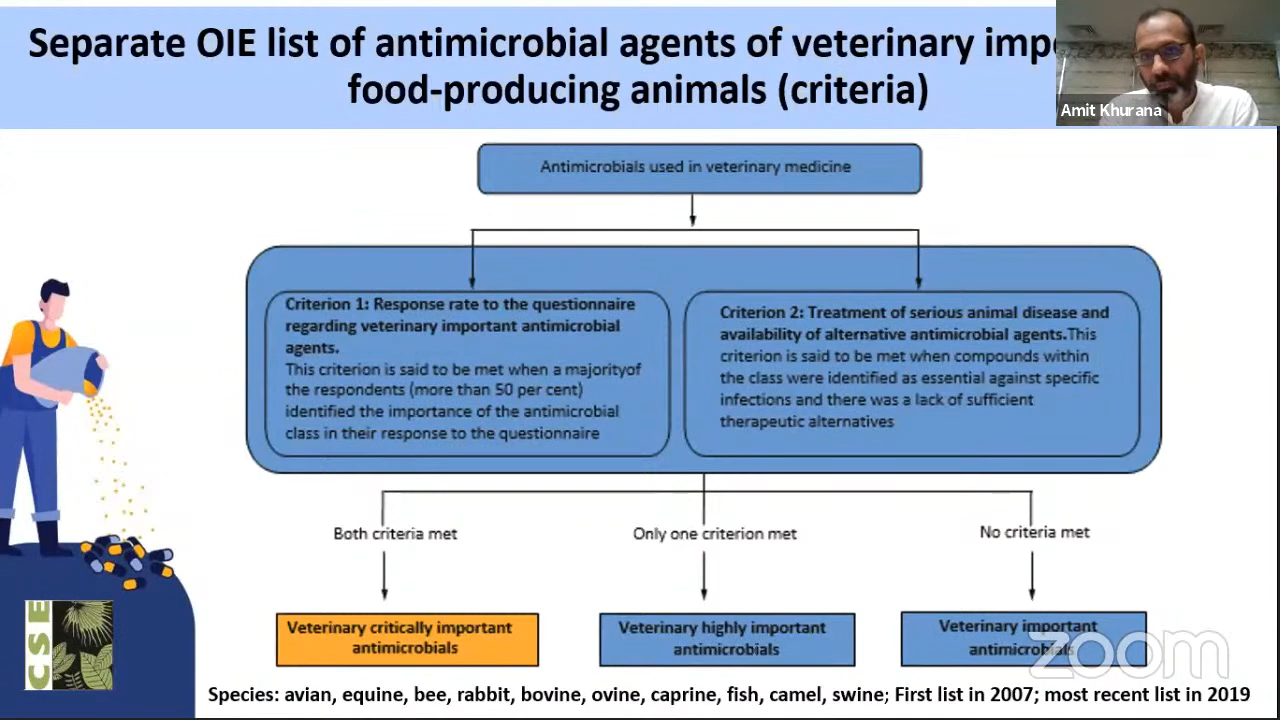 Separate OIE list of antimicrobial agents of veterinary
food-producing animals (criteria)
Amit Khurana
Antimicrobials used in veterinary medicine
Criterion 1: Response rate to the questionnaire
regarding veterinary important antimicrobial
agents.
This criterion is said to be met when a majorityof
the respondents (more than 50 per cent)
identified the importance of the antimicrobial
class in their response to the questionnaire
Criterion 2: Treatment of serious animal disease and
availability of alternative antimicrobial agents.This
criterion is said to be met when compounds within
the class were identified as essential against specific
infections and there was a lack of sufficient
therapeutic alternatives
Both criteria met
Only one criterion met
No criteria met
Veterinary critically important
antimicrobials
Veterinary highly important
antimicrobials
Veterinary important
antimicrobials
zoom
CSE
Species: avian, equine, bee, rabbit, bovine, ovine, caprine, fish, camel, swine; First list in 2007; most recent list in 2019